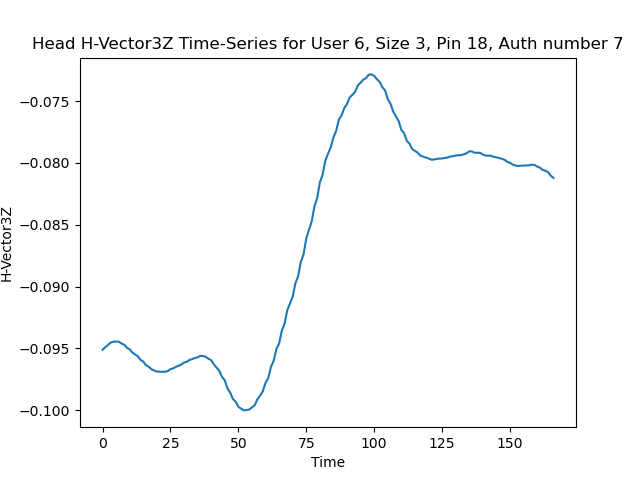 Head H-Vector3Z Time-Series for User 6, Size 3, Pin 18, Auth number 7
H-Vector3Z
−0.075
−0.080
−0.085
−0.090
−0.095
−0.100
0 25 50 75 100 125 150
Time